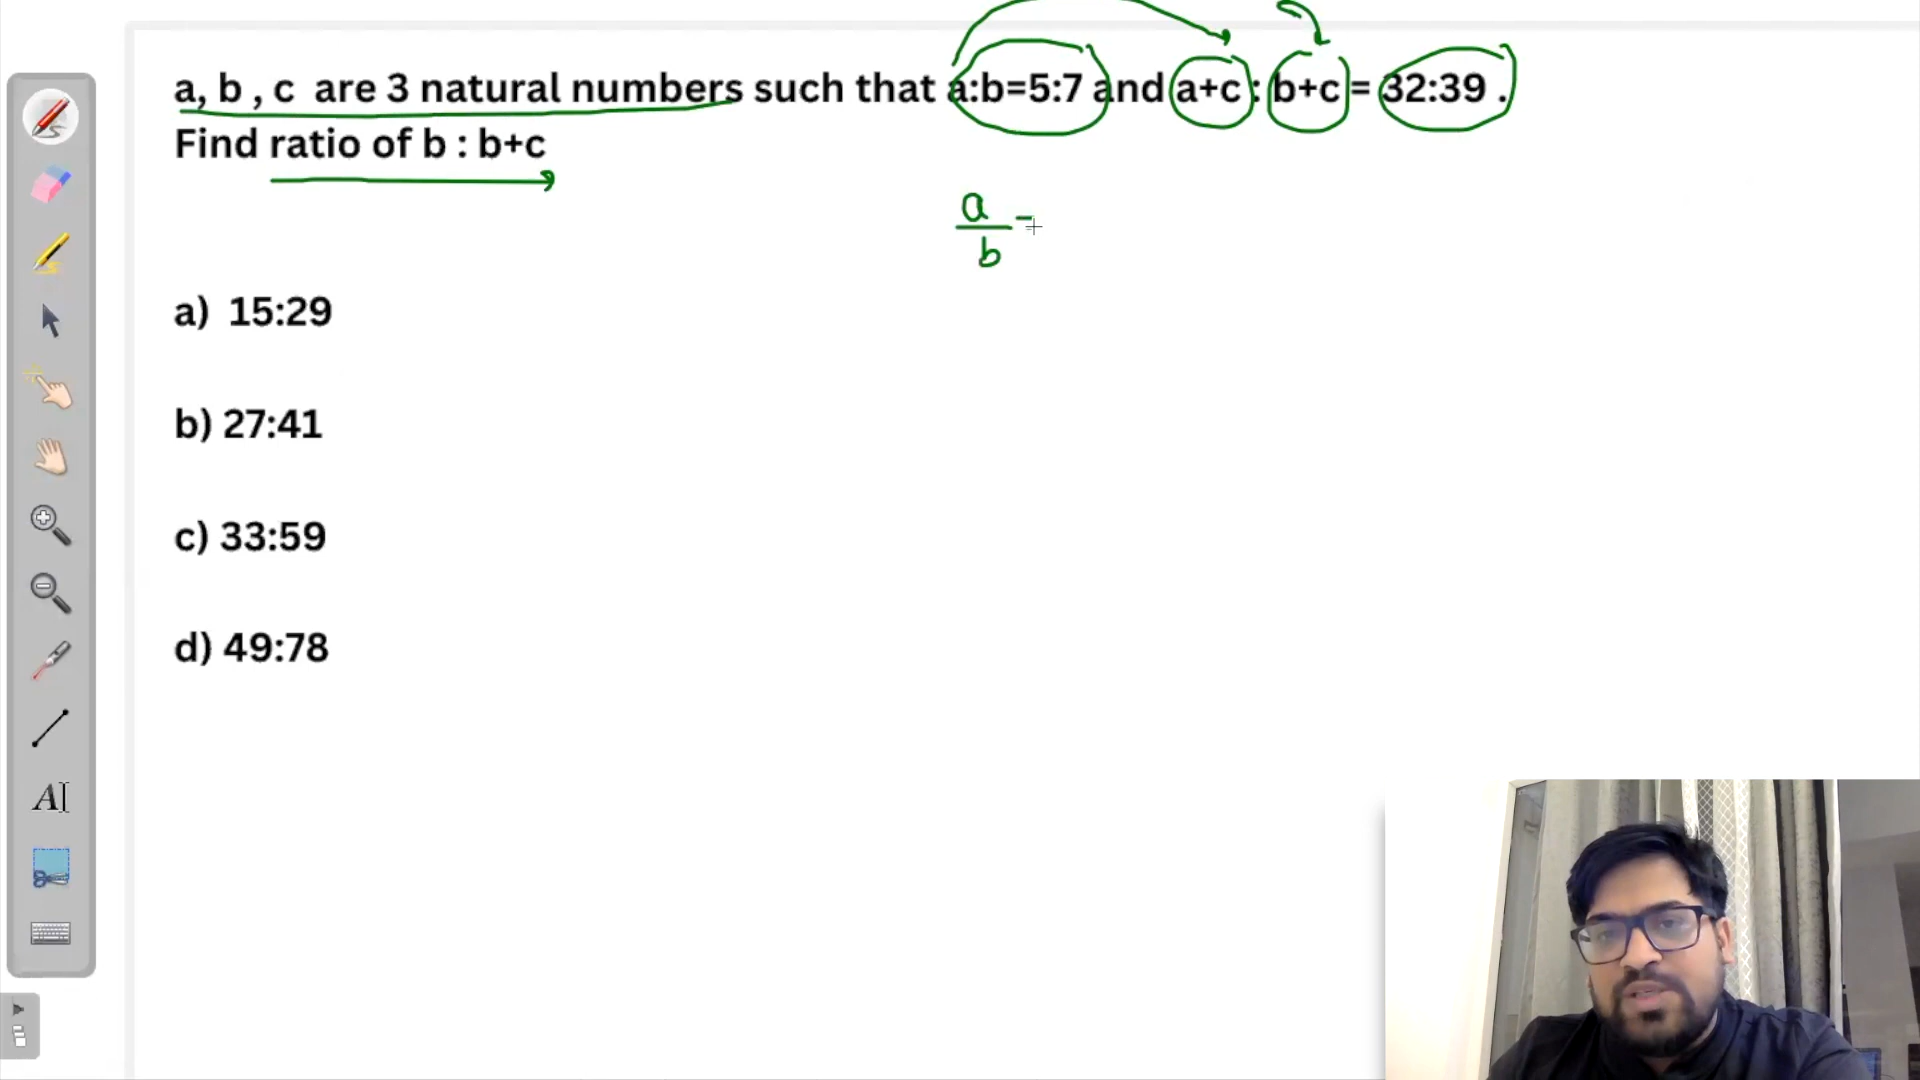 a, b , c are 3 natural numbers such that a:b=5:7 and a+c : b+c = 32:39 .
Find ratio of b : b+c
a
b
=
a) 15:29
b) 27:41
c) 33:59
d) 49:78
A